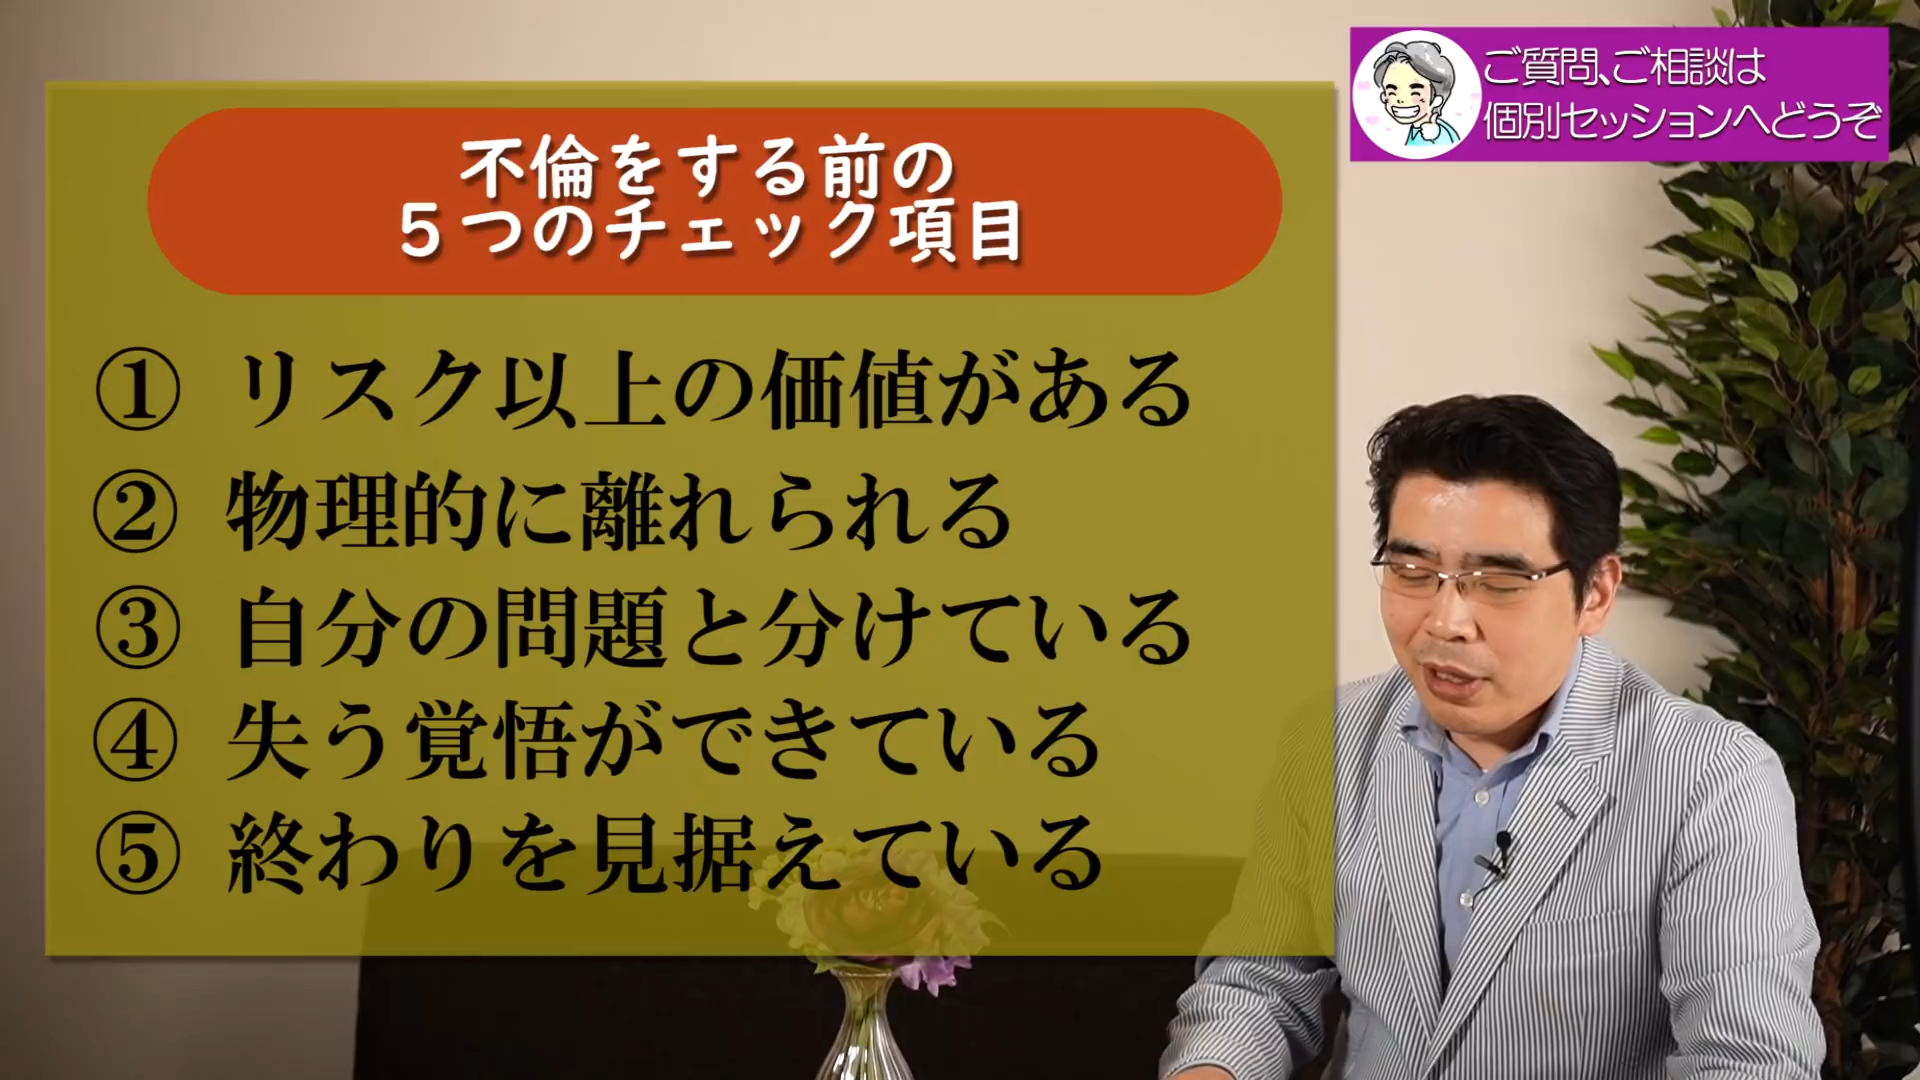 不倫をする前の
５つのチェック項目
① リスク以上の価値がある
② 物理的に離れられる
③ 自分の問題と分けている
④ 失う覚悟ができている
⑤ 終わりを見据えている
ご質問、ご相談は
個別セッションへどうぞ